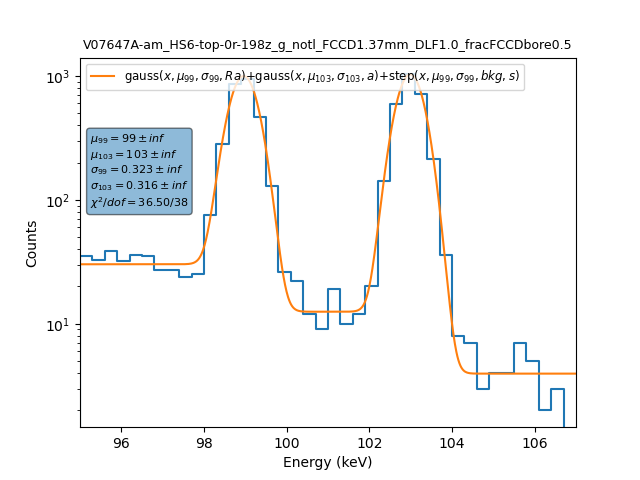 V07647A-am_HS6-top-0r-198z_g_notl_FCCD1.37mm_DLF1.0_fracFCCDbore0.5
gauss(x, μ₉₉, σ₉₉, Ra)+gauss(x, μ₁₀₃, σ₁₀₃, a)+step(x, μ₉₉, σ₉₉, bkg, s)
μ₉₉ = 99 ± inf
μ₁₀₃ = 103 ± inf
σ₉₉ = 0.323 ± inf
σ₁₀₃ = 0.316 ± inf
χ²/dof = 36.50/38
10³
10²
10¹
Counts
96 98 100 102 104 106
Energy (keV)